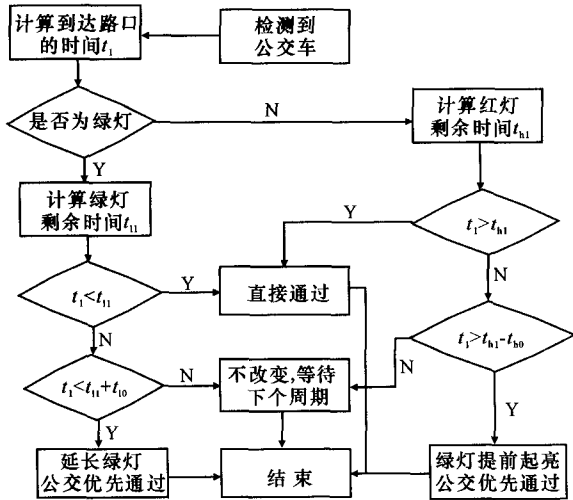 计算到达路口
的时间t₁
检测到
公交车
是否为绿灯
N
计算红灯
剩余时间tₕ₁
Y
计算绿灯
剩余时间tₗ₁
Y
t₁>tₕ₁
N
t₁<tₗ₁
Y
直接通过
N
t₁>tₕ₁-tₕ₀
N
Y
t₁<tₗ₁+tₗ₀
N
不改变,等待
下个周期
Y
延长绿灯
公交优先通过
结 束
绿灯提前起亮
公交优先通过